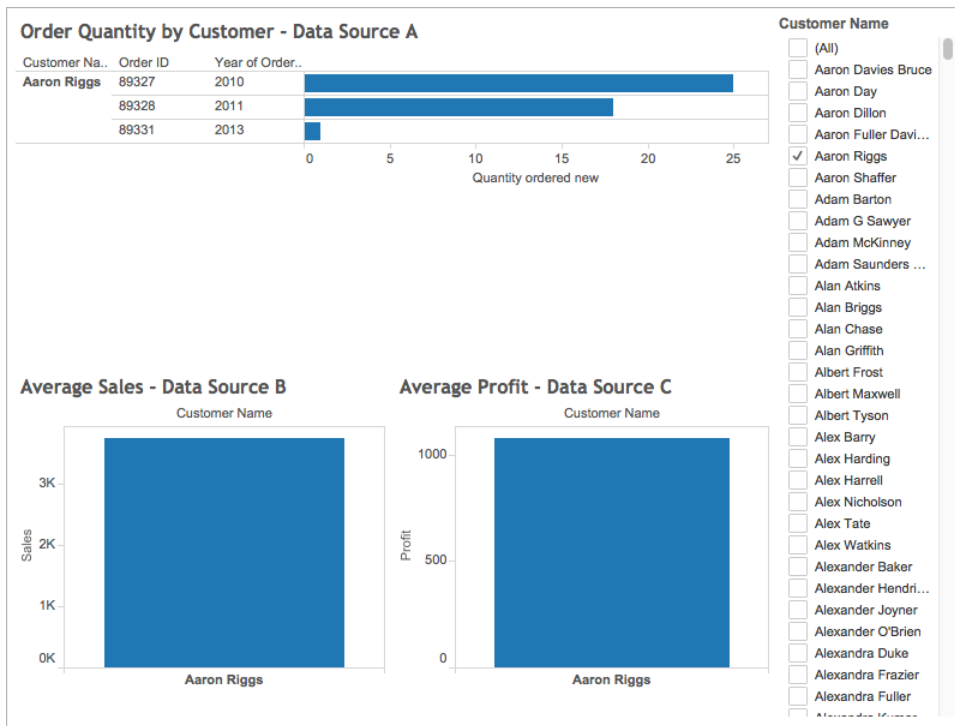 Order Quantity by Customer - Data Source A
Customer Na.. Order ID Year of Order..
Aaron Riggs 89327 2010
89328 2011
89331 2013
0 5 10 15 20 25
Quantity ordered new
Average Sales - Data Source B
Customer Name
3K
2K
1K
0K
Sales
Aaron Riggs
Average Profit - Data Source C
Customer Name
1000
500
0
Profit
Aaron Riggs
Customer Name
(All)
Aaron Davies Bruce
Aaron Day
Aaron Dillon
Aaron Fuller Davi...
Aaron Riggs
Aaron Shaffer
Adam Barton
Adam G Sawyer
Adam McKinney
Adam Saunders ...
Alan Atkins
Alan Briggs
Alan Chase
Alan Griffith
Albert Frost
Albert Maxwell
Albert Tyson
Alex Barry
Alex Harding
Alex Harrell
Alex Nicholson
Alex Tate
Alex Watkins
Alexander Baker
Alexander Hendri...
Alexander Joyner
Alexander O'Brien
Alexandra Duke
Alexandra Frazier
Alexandra Fuller